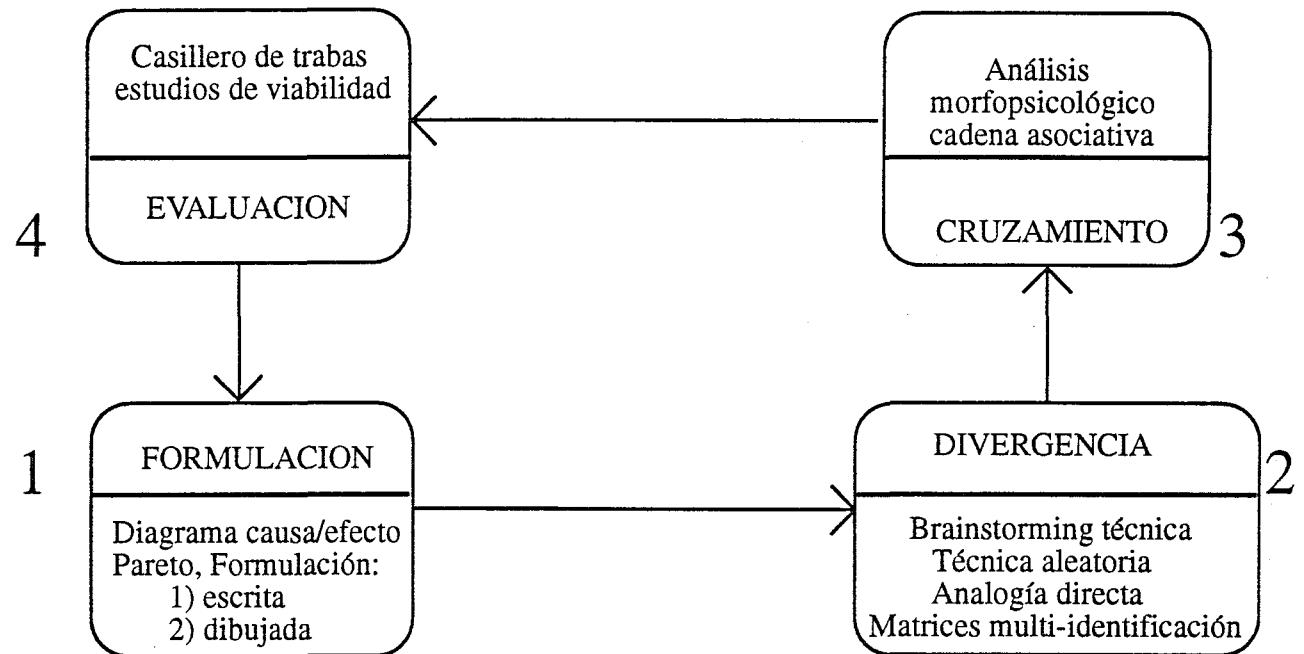 Casillero de trabas
estudios de viabilidad
EVALUACION
4
Análisis
morfopsicológico
cadena asociativa
CRUZAMIENTO
3
1
FORMULACION
Diagrama causa/efecto
Pareto, Formulación:
1) escrita
2) dibujada
DIVERGENCIA
2
Brainstorming técnica
Técnica aleatoria
Analogía directa
Matrices multi-identificación